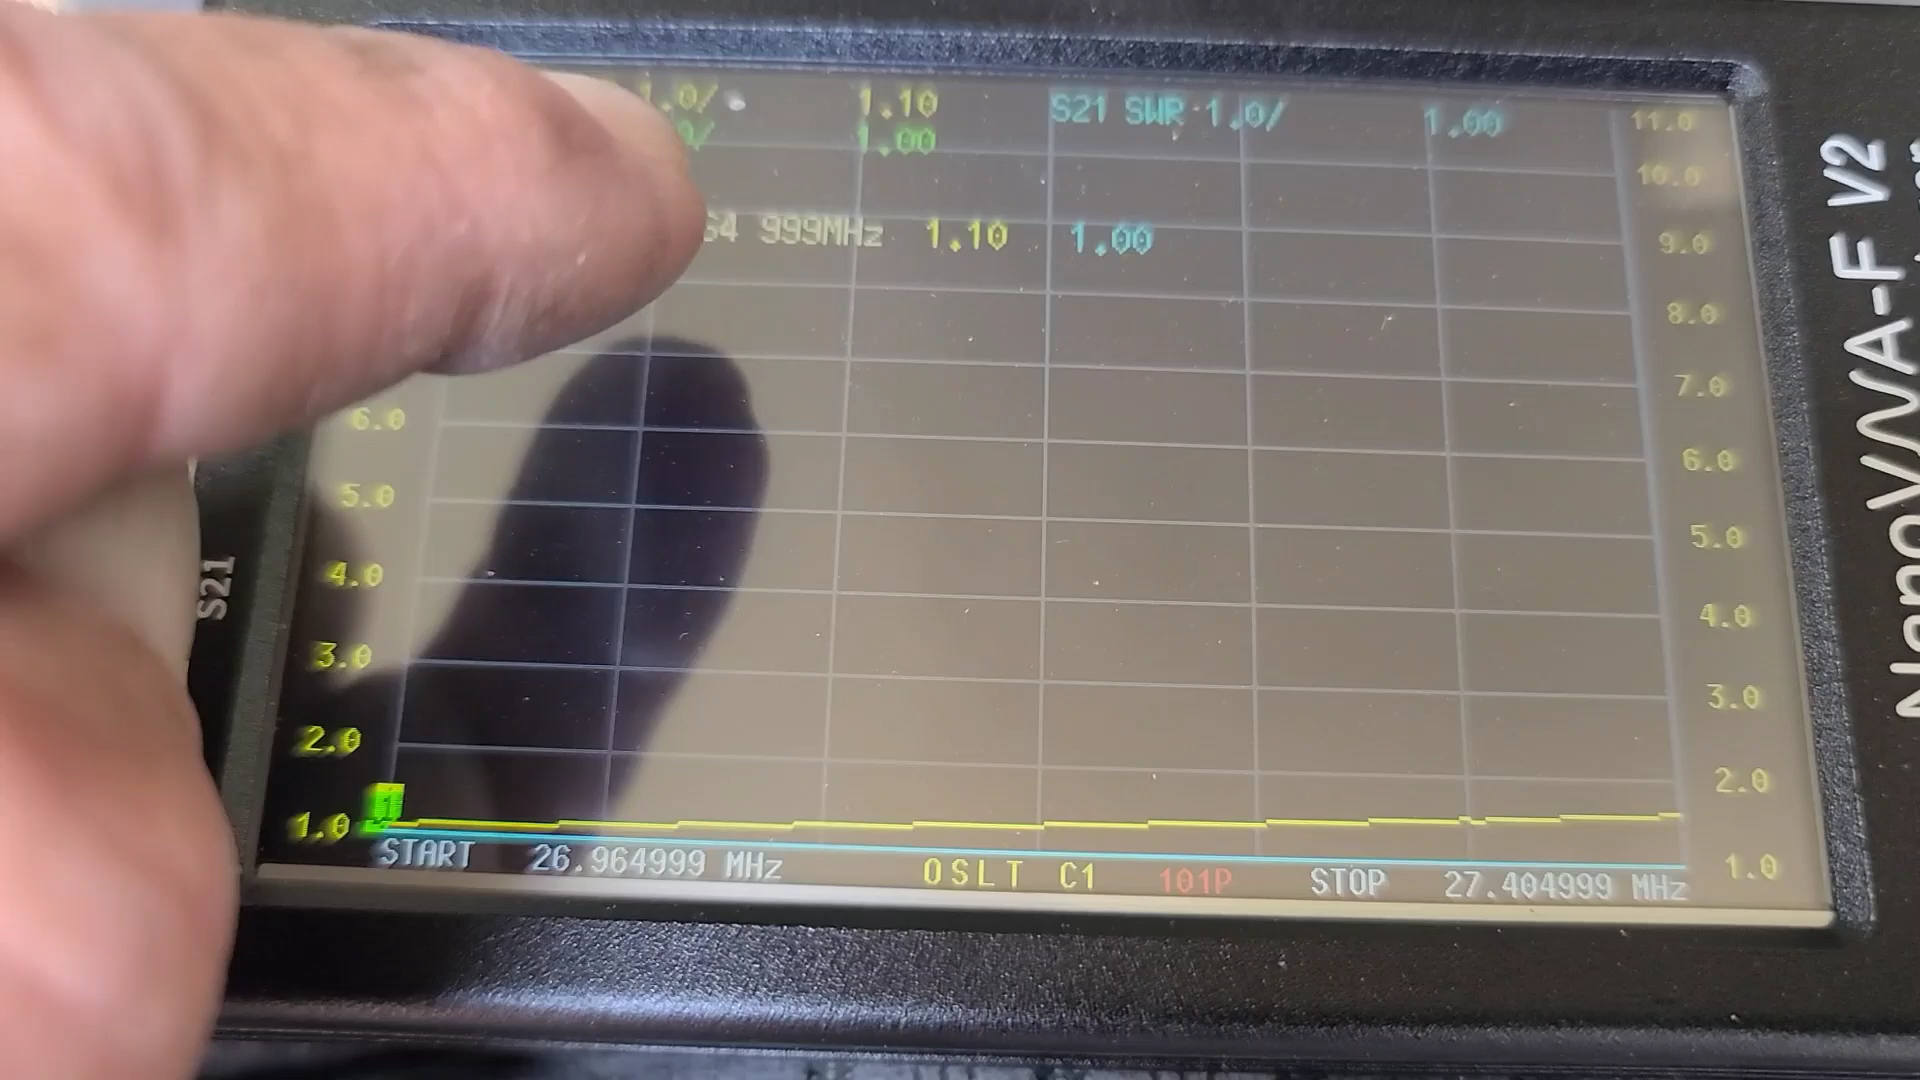 1.0/ 1.10 S21 SWR 1.0/ 1.00 11.0
1.00 10.0
64 999MHz 1.10 1.00 9.0
8.0
7.0
6.0 6.0
5.0 5.0
4.0 4.0
3.0 3.0
2.0 2.0
1.0 1.0
START 26.964999 MHz OSLT C1 101P STOP 27.404999 MHz
S21
NanoVNA-F V2